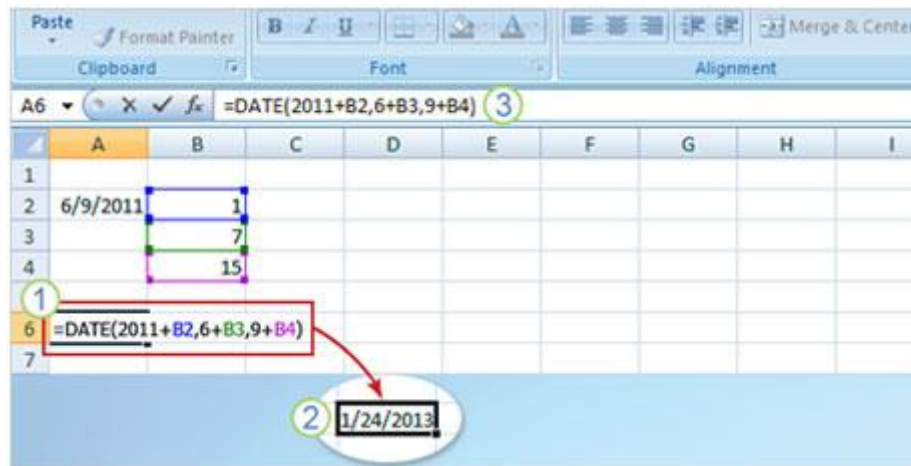 Paste
Format Painter
B I U A
Merge & Center
Clipboard Font Alignment
A6 fx =DATE(2011+B2,6+B3,9+B4) 3
A B C D E F G H I
1
2 6/9/2011 1
3 7
4 15
1
6 =DATE(2011+B2,6+B3,9+B4)
7
2 1/24/2013